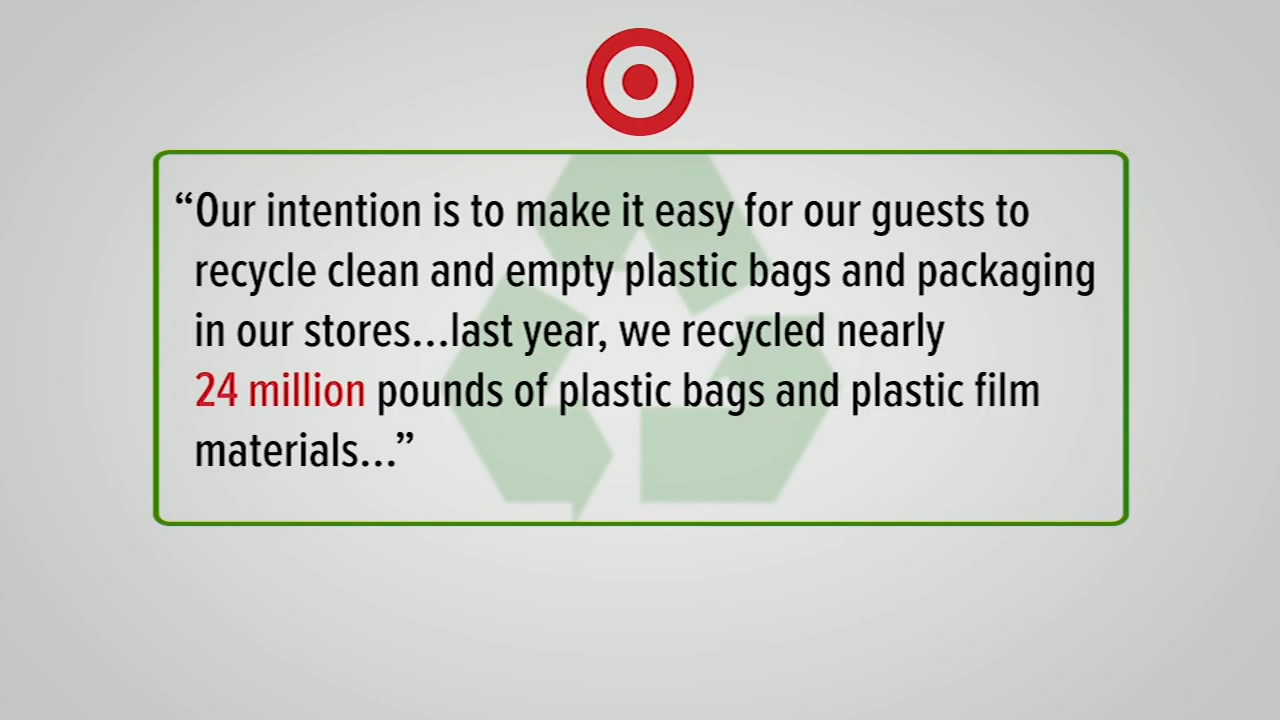 “Our intention is to make it easy for our guests to
recycle clean and empty plastic bags and packaging
in our stores...last year, we recycled nearly
24 million pounds of plastic bags and plastic film
materials...”